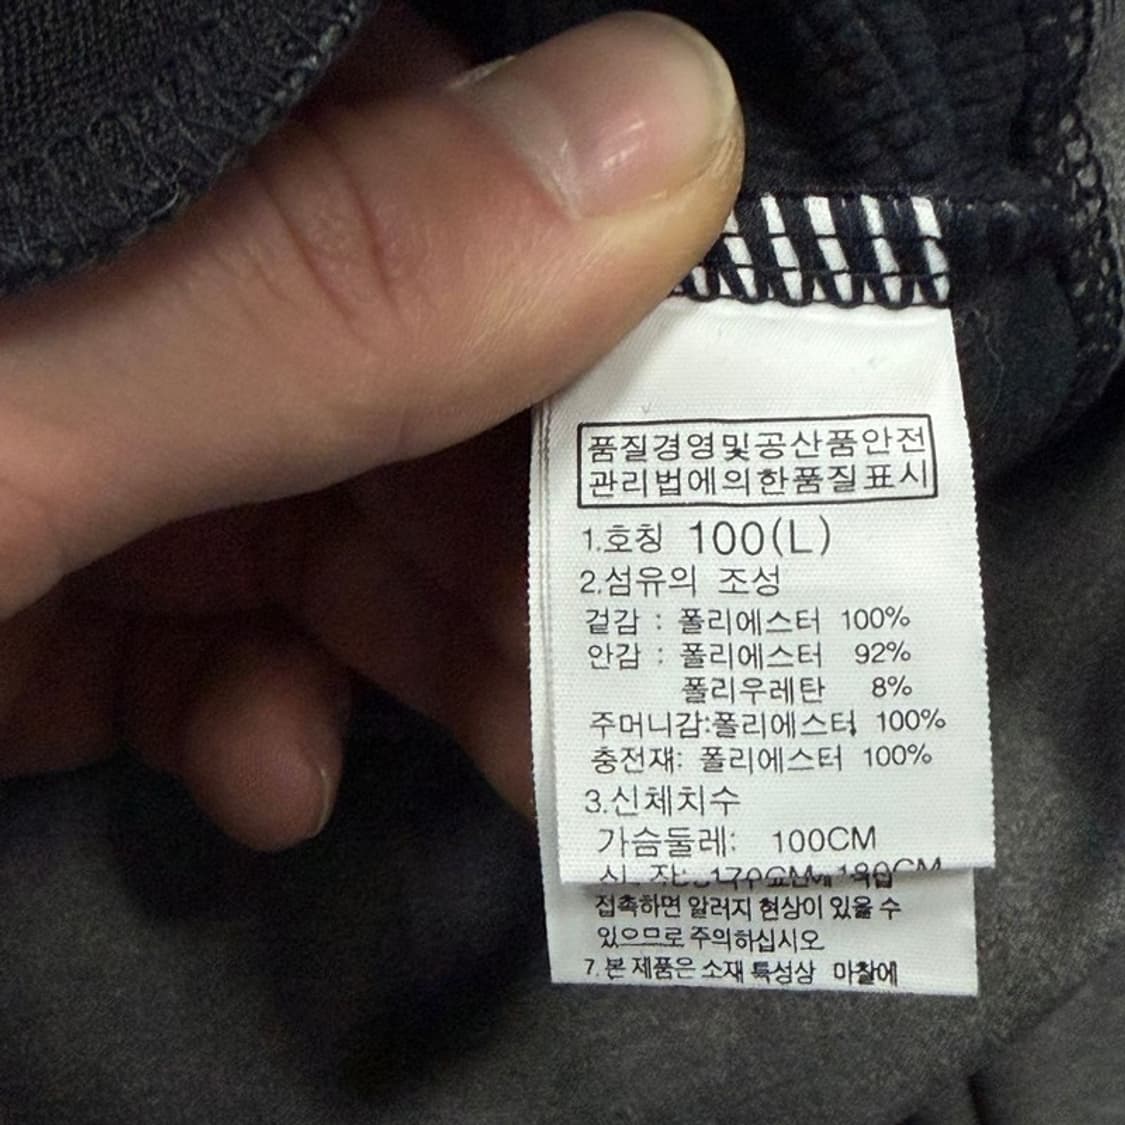 품질경영및공산품안전
관리법에의한품질표시
1.호칭 100(L)
2.섬유의 조성
겉감 : 폴리에스터 100%
안감 : 폴리에스터 92%
폴리우레탄 8%
주머니감:폴리에스터 100%
충전재: 폴리에스터 100%
3.신체치수
가슴둘레: 100CM
접촉하면 알러지 현상이 있을 수
있으므로 주의하십시오
7. 본 제품은 소재 특성상 마찰에